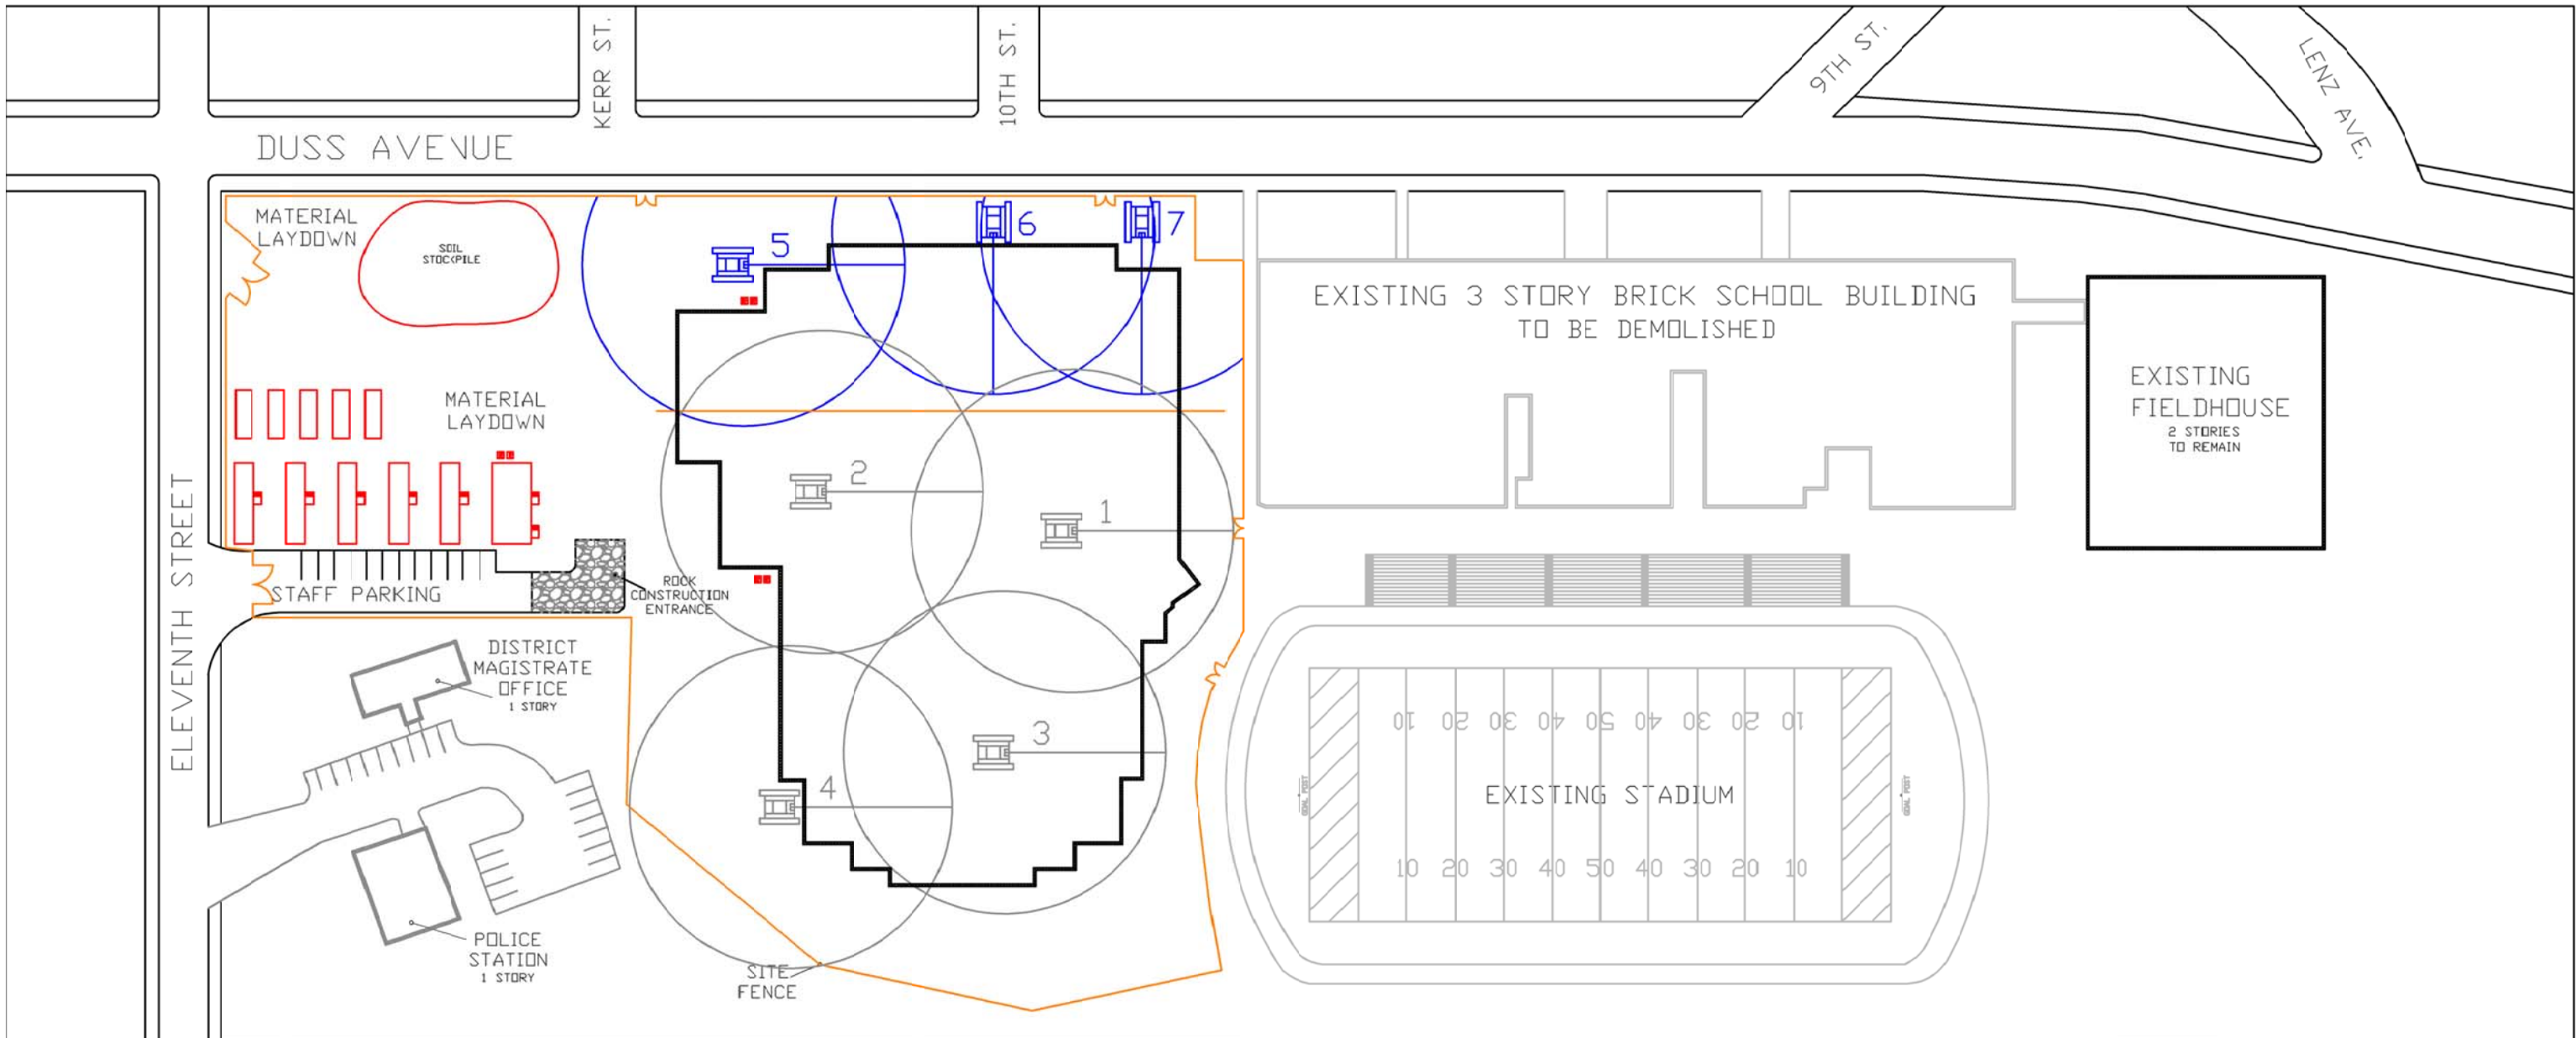 KERR ST.
10TH ST.
9TH ST.
LENZ AVE.
DUSS AVENUE
MATERIAL
LAYDOWN
SOIL
STOCKPILE
5
6
7
EXISTING 3 STORY BRICK SCHOOL BUILDING
TO BE DEMOLISHED
EXISTING
FIELDHOUSE
2 STORIES
TO REMAIN
MATERIAL
LAYDOWN
2
1
ELEVENTH STREET
STAFF PARKING
ROCK
CONSTRUCTION
ENTRANCE
DISTRICT
MAGISTRATE
OFFICE
1 STORY
3
4
10 20 30 40 50 40 30 20 10
GOAL POST
EXISTING STADIUM
GOAL POST
10 20 30 40 50 40 30 20 10
POLICE
STATION
1 STORY
SITE
FENCE